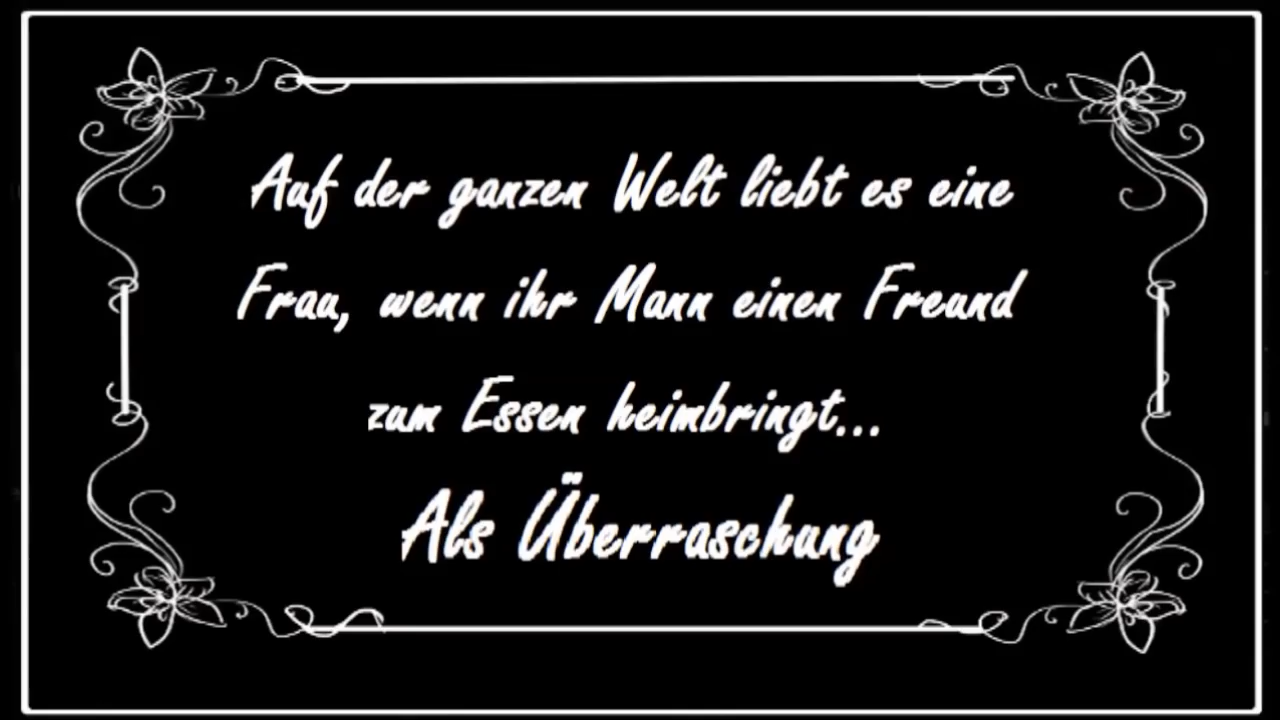 Auf der ganzen Welt liebt es eine
Frau, wenn ihr Mann einen Freund
zum Essen heimbringt...
Als Überraschung